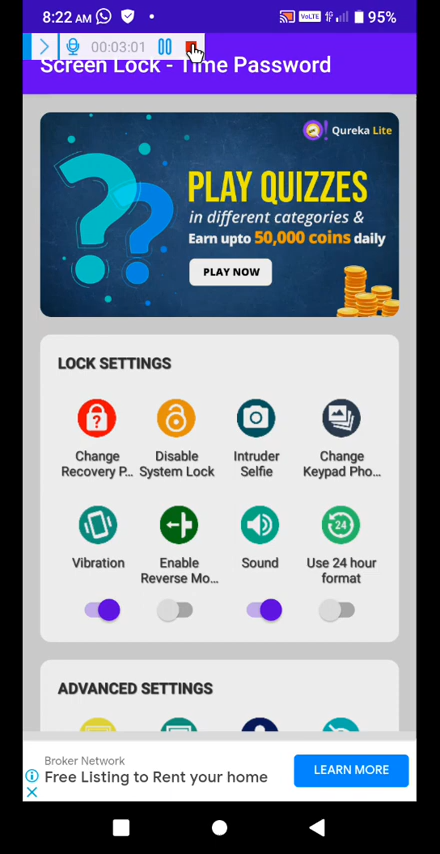 8:22 AM
VoLTE
95%
00:03:01
Screen Lock - Time Password
Qureka Lite
PLAY QUIZZES
in different categories &
Earn upto 50,000 coins daily
PLAY NOW
LOCK SETTINGS
Change
Recovery P...
Disable
System Lock
Intruder
Selfie
Change
Keypad Pho...
Vibration
Enable
Reverse Mo...
Sound
24
Use 24 hour
format
ADVANCED SETTINGS
Broker Network
Free Listing to Rent your home
LEARN MORE